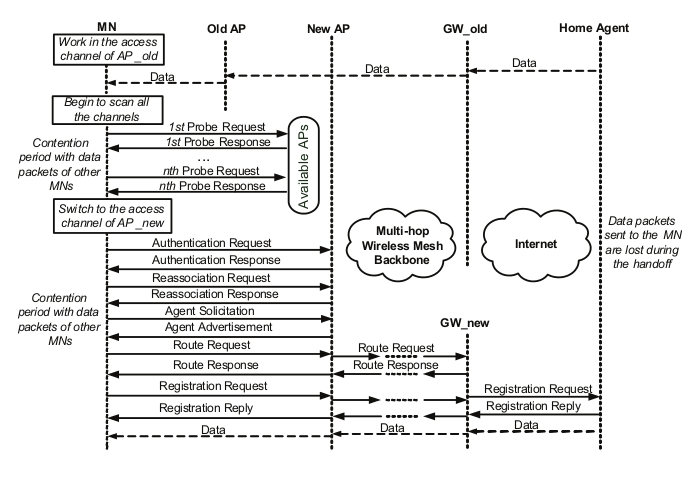 MN
Old AP
New AP
GW_old
Home Agent
Work in the access
channel of AP_old
Data
Data
Data
Begin to scan all
the channels
Contention
period with data
packets of other
MNs
1st Probe Request
1st Probe Response
...
nth Probe Request
nth Probe Response
Available APs
Switch to the access
channel of AP_new
Multi-hop
Wireless Mesh
Backbone
Internet
Data packets
sent to the MN
are lost during
the handoff
Authentication Request
Authentication Response
Reassociation Request
Reassociation Response
Contention
period with data
packets of other
MNs
Agent Solicitation
Agent Advertisement
GW_new
Route Request
Route Request
Route Response
Route Response
Registration Request
Registration Request
Registration Reply
Registration Reply
Data
Data
Data